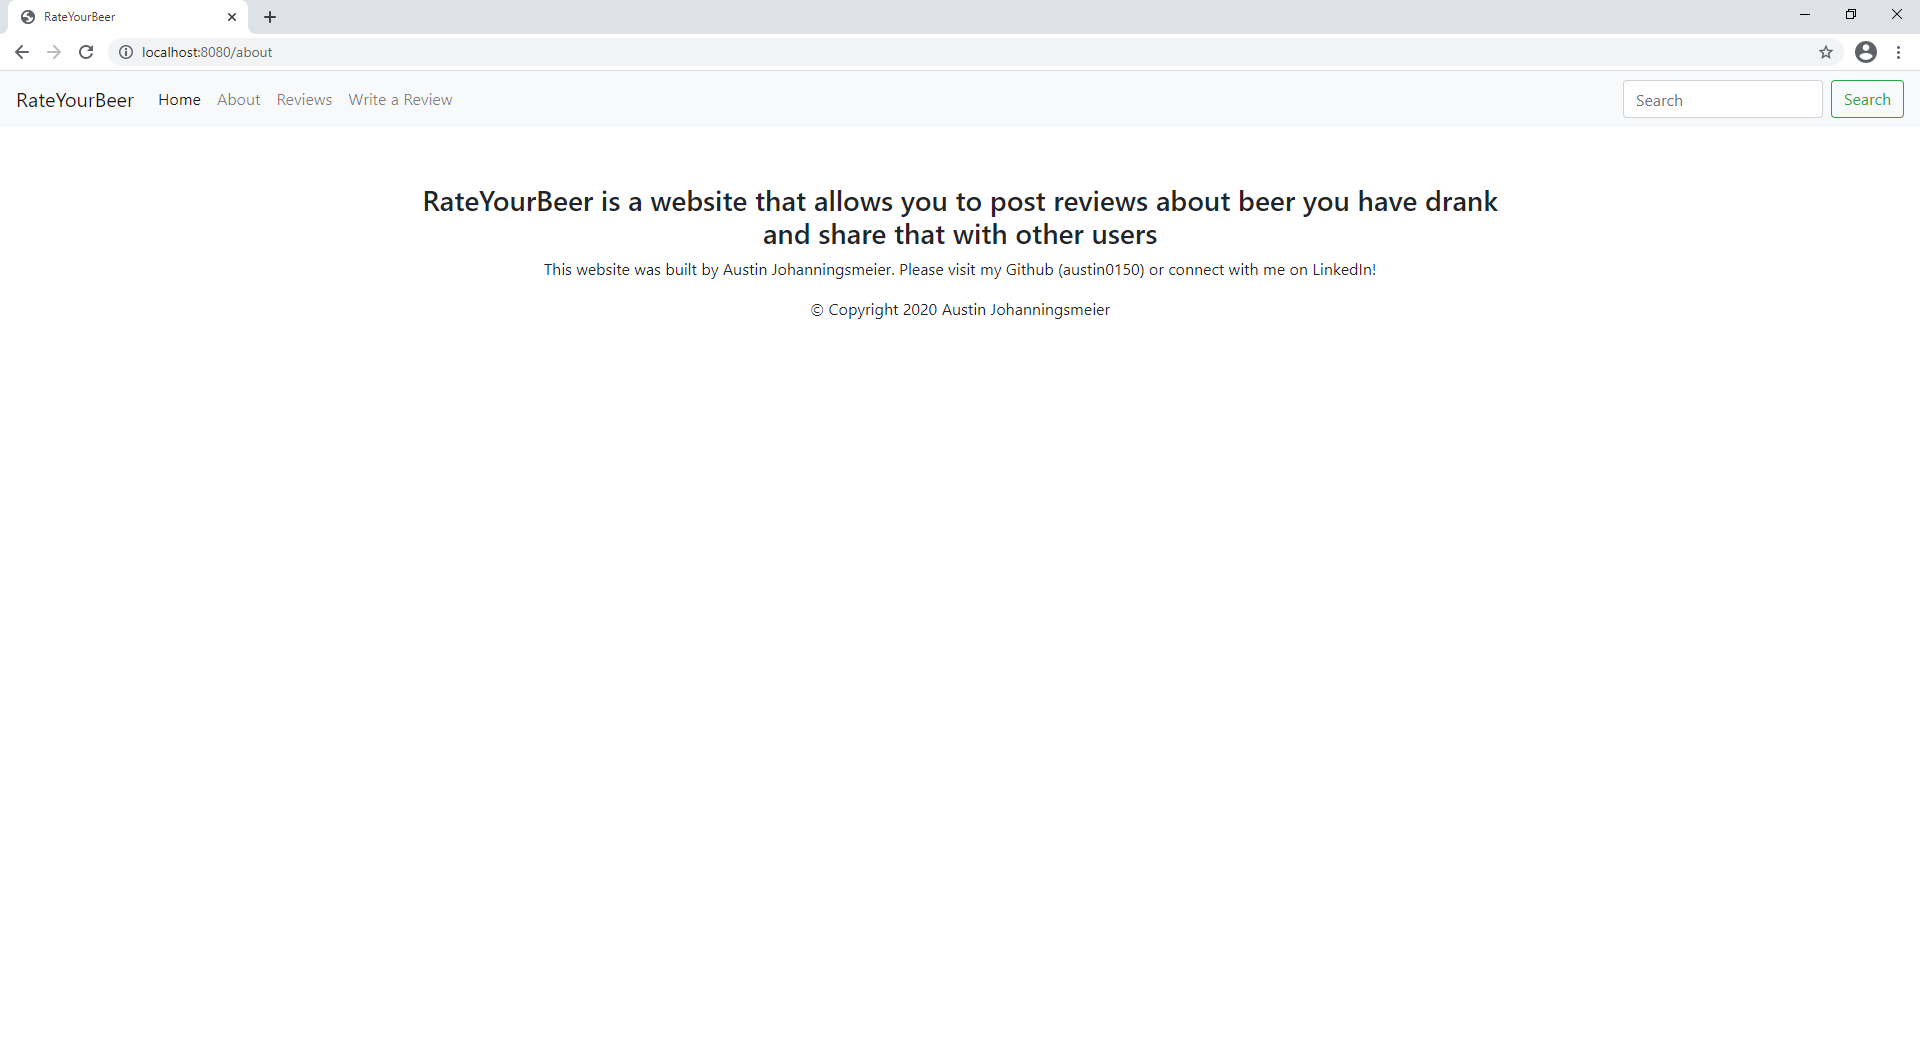 RateYourBeer
localhost:8080/about
RateYourBeer Home About Reviews Write a Review Search Search
RateYourBeer is a website that allows you to post reviews about beer you have drank
and share that with other users
This website was built by Austin Johanningsmeier. Please visit my Github (austin0150) or connect with me on LinkedIn!
© Copyright 2020 Austin Johanningsmeier